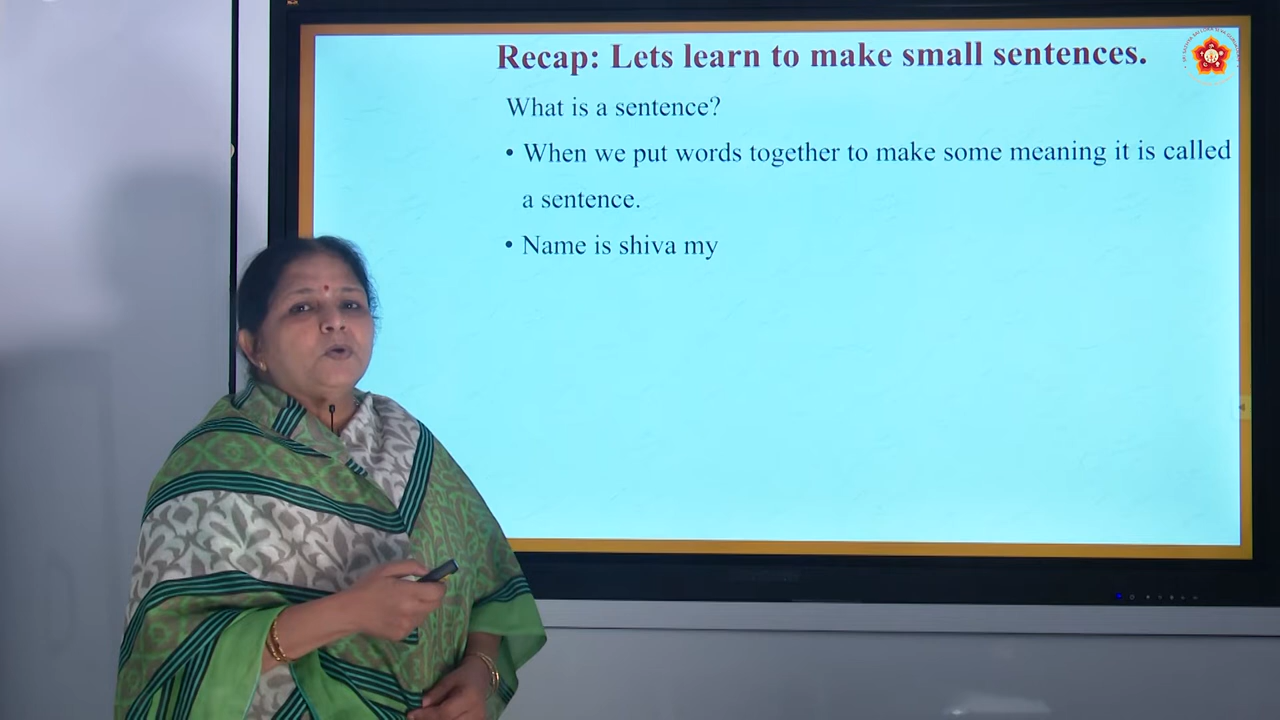 Recap: Lets learn to make small sentences.
What is a sentence?
• When we put words together to make some meaning it is called
a sentence.
• Name is shiva my